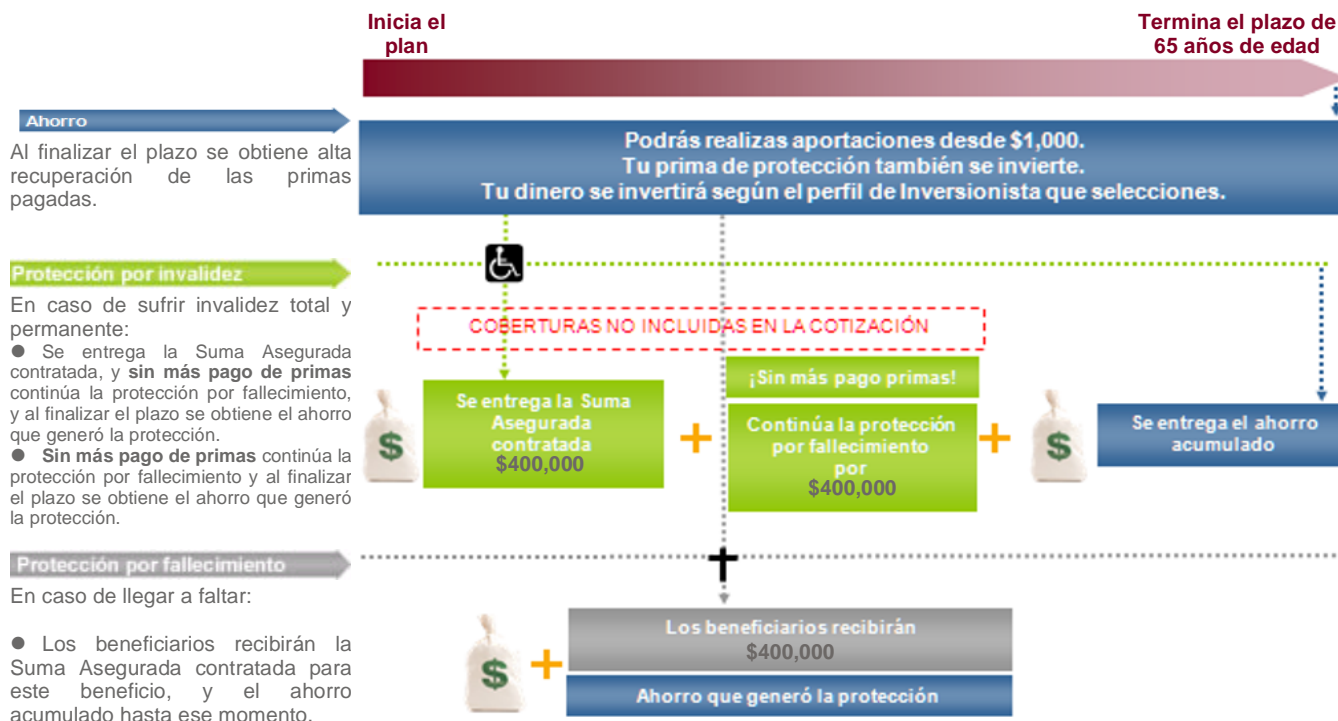 Inicia el
plan
Termina el plazo de
65 años de edad
Ahorro
Al finalizar el plazo se obtiene alta
recuperación de las primas
pagadas.
Podrás realizas aportaciones desde $1,000.
Tu prima de protección también se invierte.
Tu dinero se invertirá según el perfil de Inversionista que selecciones.
Protección por invalidez
En caso de sufrir invalidez total y
permanente:
● Se entrega la Suma Asegurada
contratada, y sin más pago de primas
continúa la protección por fallecimiento,
y al finalizar el plazo se obtiene el ahorro
que generó la protección.
● Sin más pago de primas continúa la
protección por fallecimiento y al finalizar
el plazo se obtiene el ahorro que generó
la protección.
COBERTURAS NO INCLUIDAS EN LA COTIZACIÓN
$
Se entrega la Suma
Asegurada
contratada
$400,000
+
¡Sin más pago primas!
Continúa la protección
por fallecimiento
por
$400,000
+
$
Se entrega el ahorro
acumulado
Protección por fallecimiento
En caso de llegar a faltar:
● Los beneficiarios recibirán la
Suma Asegurada contratada para
este beneficio, y el ahorro
acumulado hasta ese momento.
$
+
Los beneficiarios recibirán
$400,000
Ahorro que generó la protección